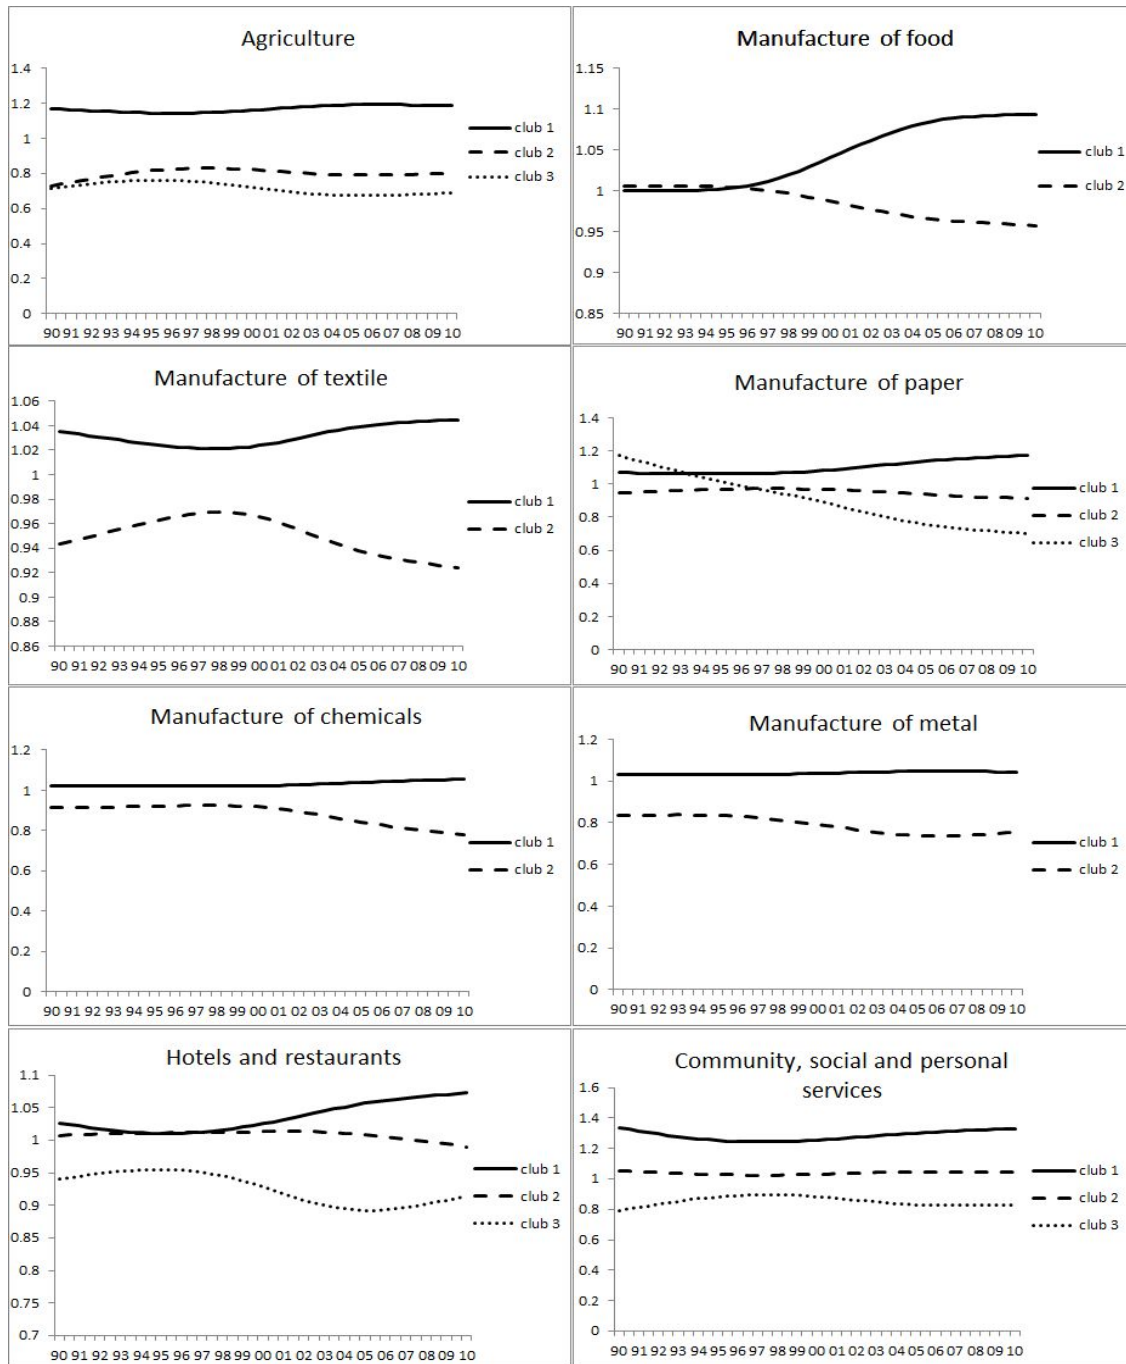 Agriculture
1.4
1.2
1
0.8
0.6
0.4
0.2
0
90 91 92 93 94 95 96 97 98 99 00 01 02 03 04 05 06 07 08 09 10
club 1
club 2
club 3
Manufacture of food
1.15
1.1
1.05
1
0.95
0.9
0.85
90 91 92 93 94 95 96 97 98 99 00 01 02 03 04 05 06 07 08 09 10
club 1
club 2
Manufacture of textile
1.06
1.04
1.02
1
0.98
0.96
0.94
0.92
0.9
0.88
0.86
90 91 92 93 94 95 96 97 98 99 00 01 02 03 04 05 06 07 08 09 10
club 1
club 2
Manufacture of paper
1.4
1.2
1
0.8
0.6
0.4
0.2
0
90 91 92 93 94 95 96 97 98 99 00 01 02 03 04 05 06 07 08 09 10
club 1
club 2
club 3
Manufacture of chemicals
1.2
1
0.8
0.6
0.4
0.2
0
90 91 92 93 94 95 96 97 98 99 00 01 02 03 04 05 06 07 08 09 10
club 1
club 2
Manufacture of metal
1.2
1
0.8
0.6
0.4
0.2
0
90 91 92 93 94 95 96 97 98 99 00 01 02 03 04 05 06 07 08 09 10
club 1
club 2
Hotels and restaurants
1.1
1.05
1
0.95
0.9
0.85
0.8
0.75
0.7
90 91 92 93 94 95 96 97 98 99 00 01 02 03 04 05 06 07 08 09 10
club 1
club 2
club 3
Community, social and personal
services
1.6
1.4
1.2
1
0.8
0.6
0.4
0.2
0
90 91 92 93 94 95 96 97 98 99 00 01 02 03 04 05 06 07 08 09 10
club 1
club 2
club 3